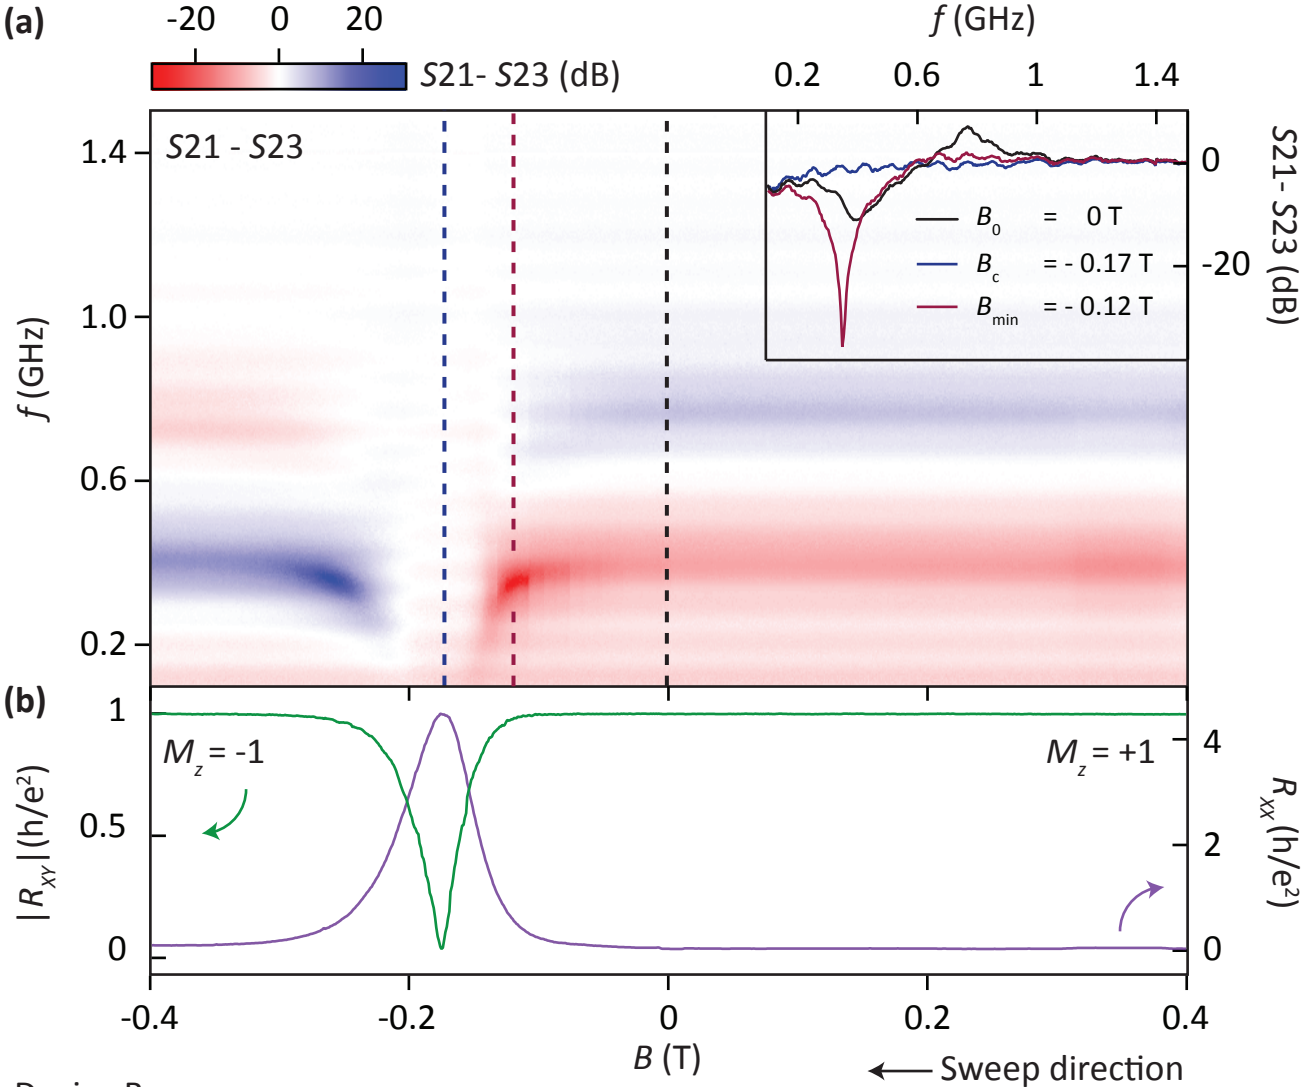 (a)
-20 0 20
S21- S23 (dB)
f (GHz)
0.2 0.6 1 1.4
S21 - S23
1.4
1.0
0.6
0.2
f (GHz)
0
-20
S21- S23 (dB)
B0 = 0 T
Bc = - 0.17 T
Bmin = - 0.12 T
(b)
1
0.5
0
|RXY| (h/e²)
Mz = -1
Mz = +1
4
2
0
RXX (h/e²)
-0.4 -0.2 0 0.2 0.4
B (T)
Sweep direction